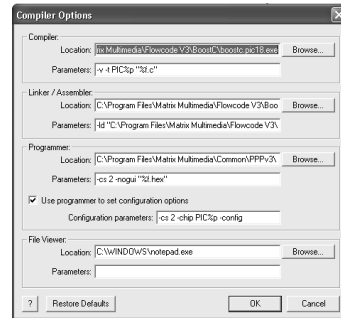 Compiler Options
Compiler:
Location: rix Multimedia\Flowcode V3\BoostC\boostc.pic18.exe Browse...
Parameters: -v -t PIC%p "%f.c"
Linker / Assembler:
Location: C:\Program Files\Matrix Multimedia\Flowcode V3\Boo Browse...
Parameters: -ld "C:\Program Files\Matrix Multimedia\Flowcode V3\
Programmer:
Location: C:\Program Files\Matrix Multimedia\Common\PPPv3\ Browse...
Parameters: -cs 2 -nogui "%f.hex"
Use programmer to set configuration options
Configuration parameters: -cs 2 -chip PIC%p -config
File Viewer:
Location: C:\WINDOWS\notepad.exe Browse...
Parameters:
? Restore Defaults OK Cancel